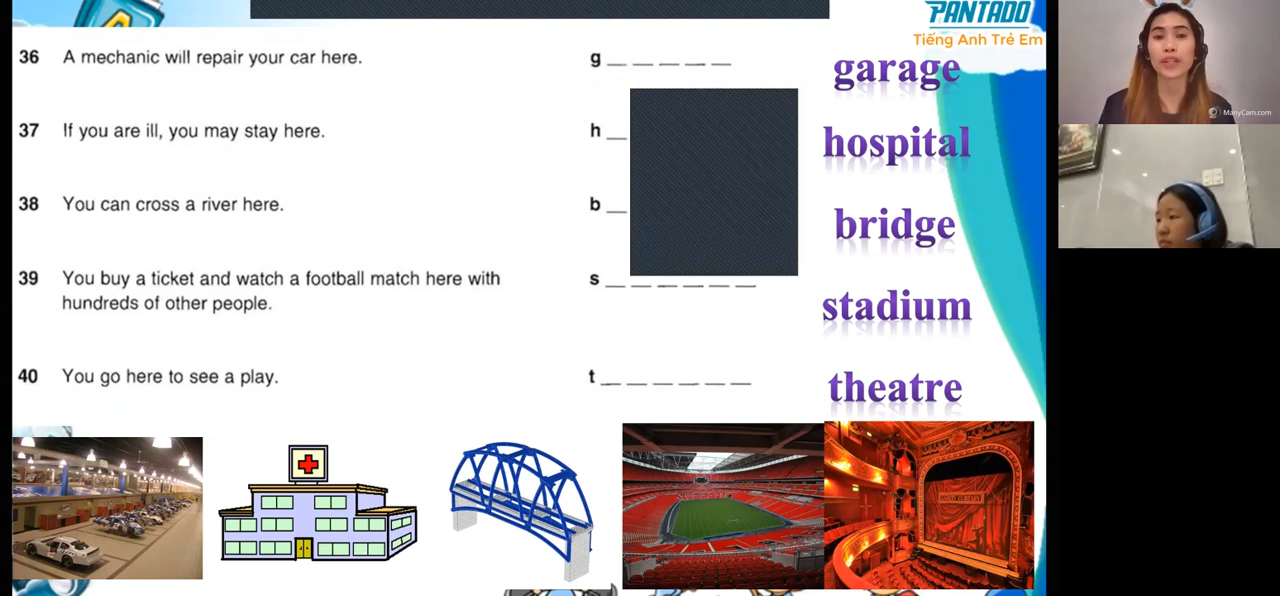 PANTADO
Tiếng Anh Trẻ Em
36 A mechanic will repair your car here. g _ _ _ _ _ garage
37 If you are ill, you may stay here. h _ hospital
38 You can cross a river here. b _ bridge
39 You buy a ticket and watch a football match here with s _ _ _ _ _ _ stadium
hundreds of other people.
40 You go here to see a play. t _ _ _ _ _ _ theatre
ManyCam.com